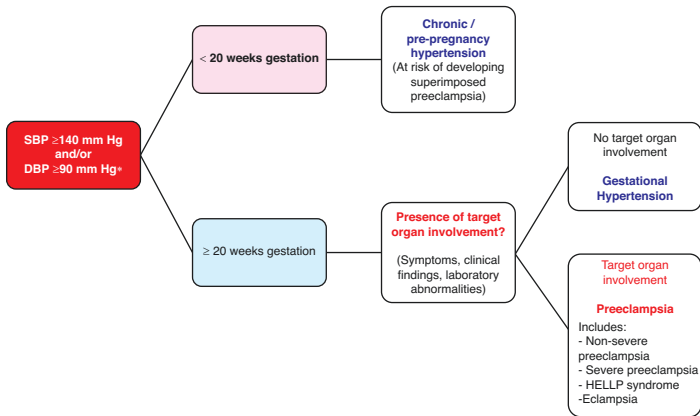 SBP ≥140 mm Hg
and/or
DBP ≥90 mm Hg*
< 20 weeks gestation
Chronic /
pre-pregnancy
hypertension
(At risk of developing
superimposed
preeclampsia)
≥ 20 weeks gestation
Presence of target
organ involvement?
(Symptoms, clinical
findings, laboratory
abnormalities)
No target organ
involvement
Gestational
Hypertension
Target organ
involvement
Preeclampsia
Includes:
- Non-severe
preeclampsia
- Severe preeclampsia
- HELLP syndrome
-Eclampsia